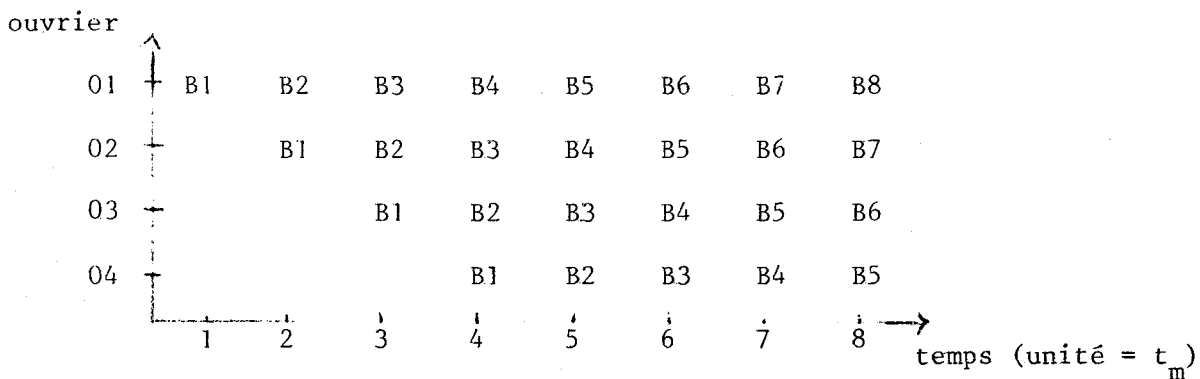 ouvrier
01 B1 B2 B3 B4 B5 B6 B7 B8
02 B1 B2 B3 B4 B5 B6 B7
03 B1 B2 B3 B4 B5 B6
04 B1 B2 B3 B4 B5
1 2 3 4 5 6 7 8
temps (unité = t_m)